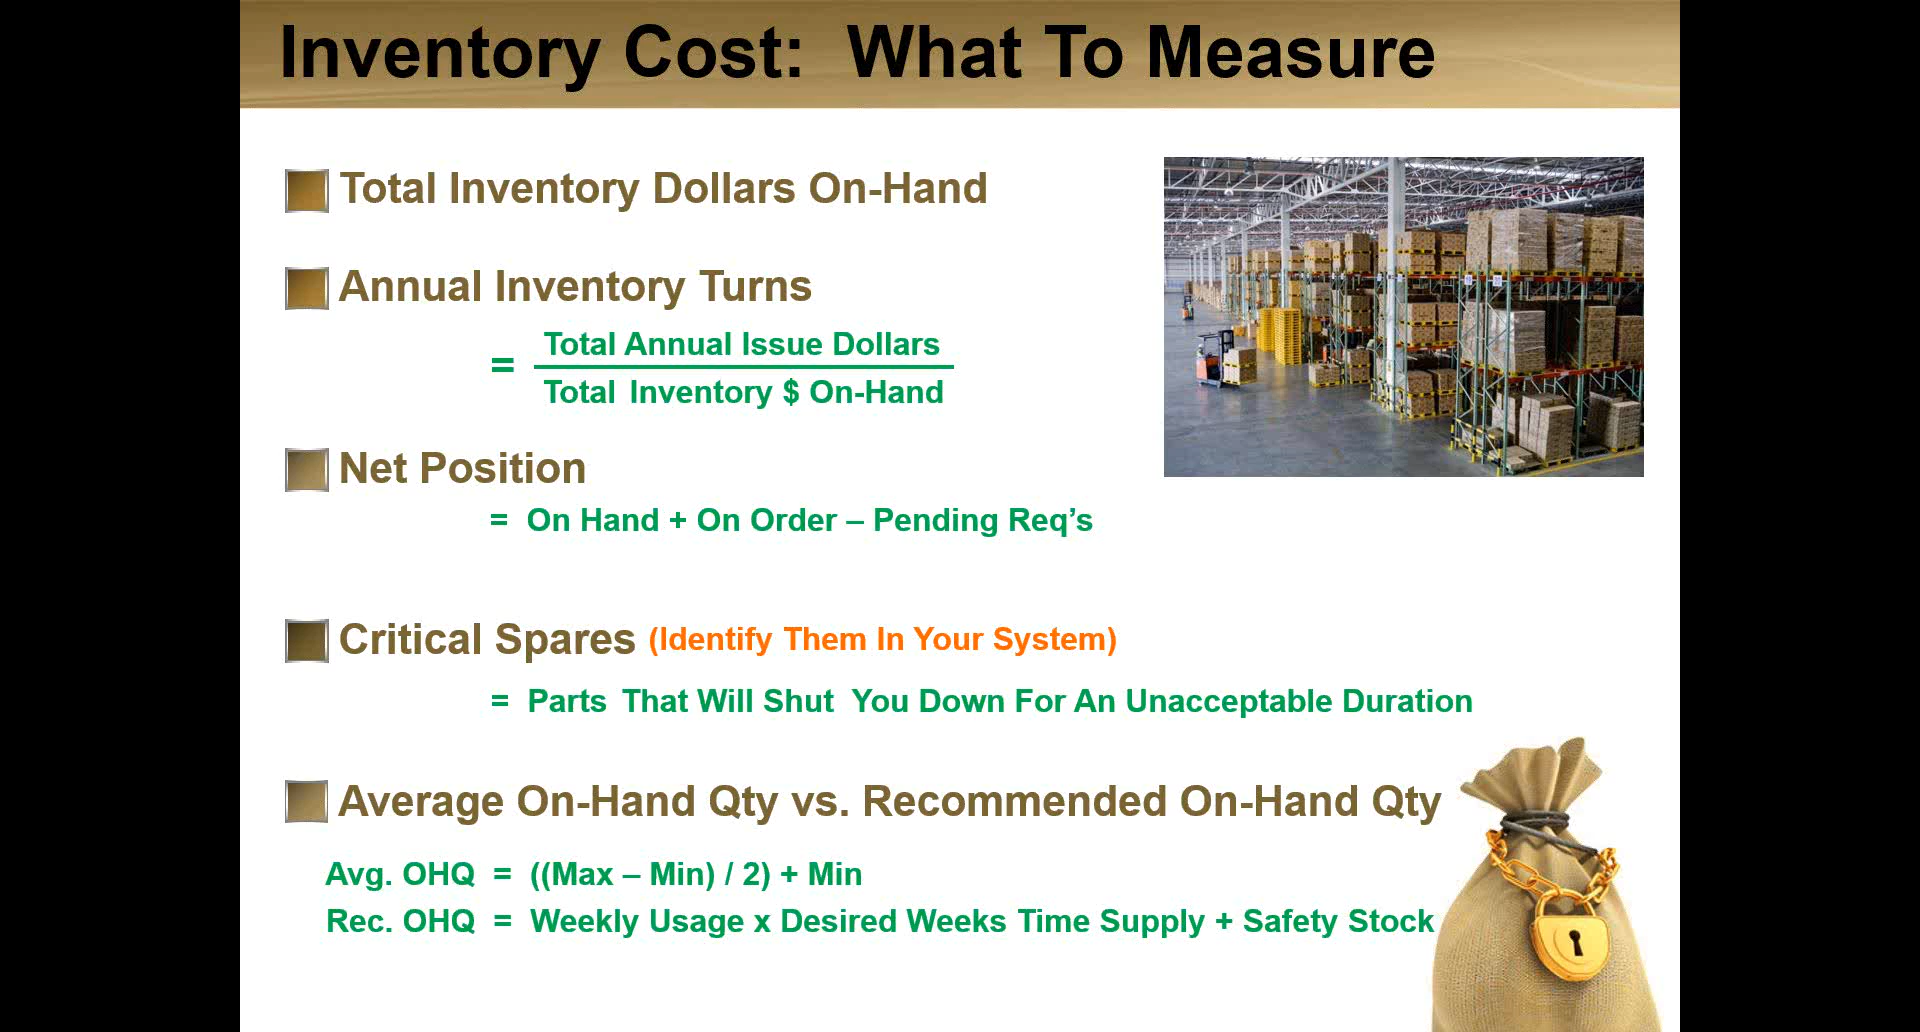 Inventory Cost: What To Measure
Total Inventory Dollars On-Hand
Annual Inventory Turns
= Total Annual Issue Dollars
Total Inventory $ On-Hand
Net Position
= On Hand + On Order – Pending Req’s
Critical Spares (Identify Them In Your System)
= Parts That Will Shut You Down For An Unacceptable Duration
Average On-Hand Qty vs. Recommended On-Hand Qty
Avg. OHQ = ((Max – Min) / 2) + Min
Rec. OHQ = Weekly Usage x Desired Weeks Time Supply + Safety Stock